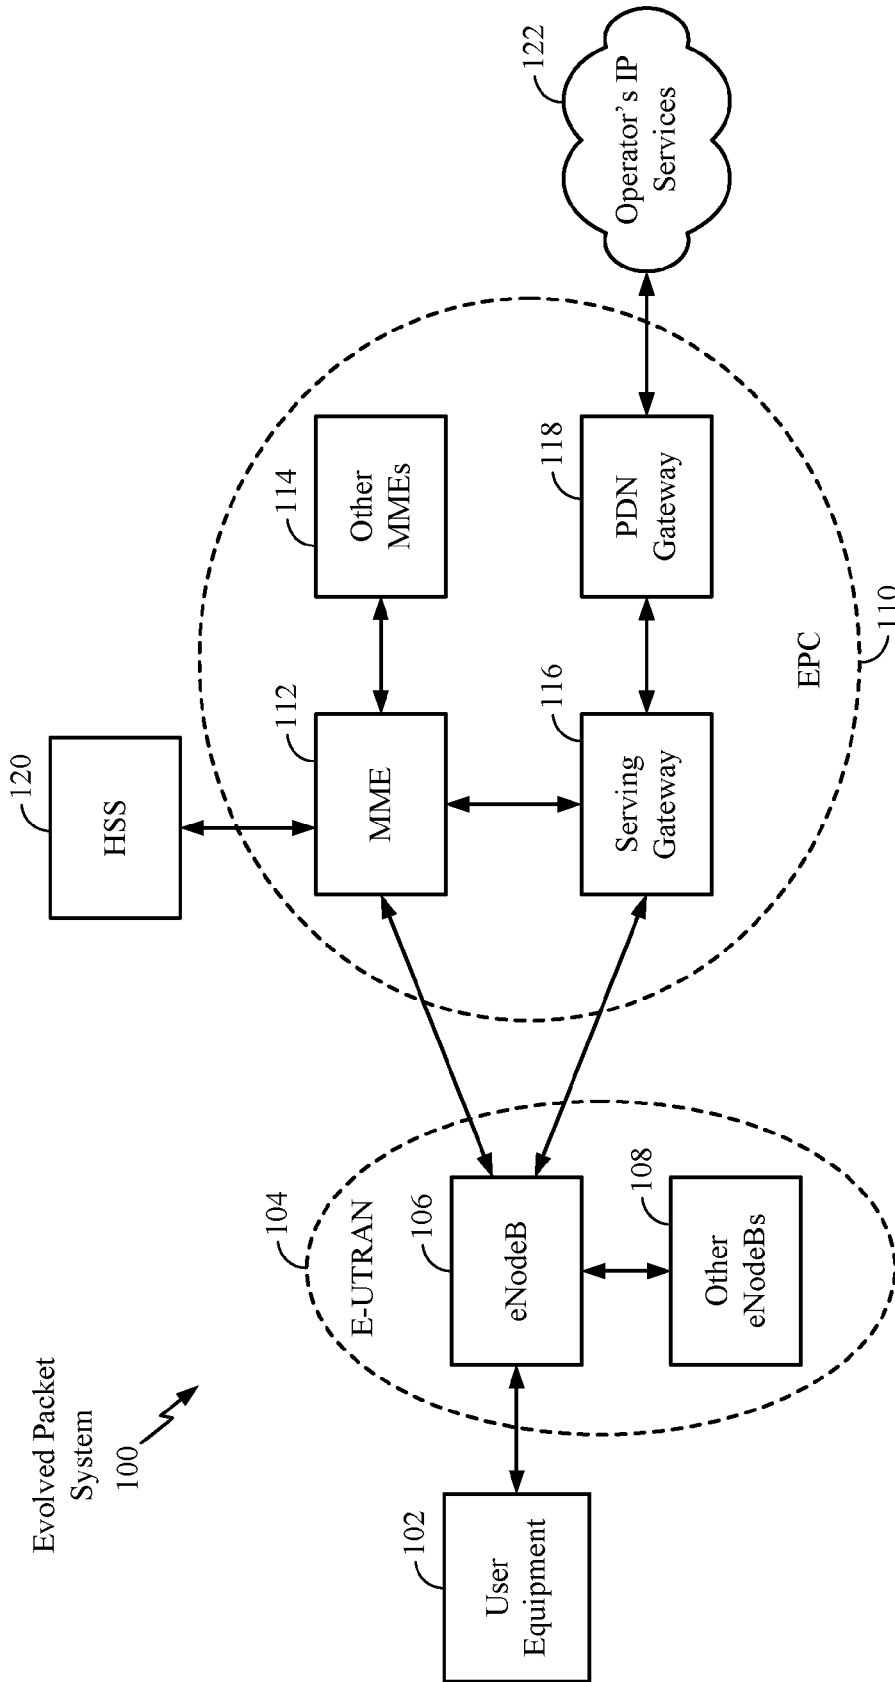 Evolved Packet
System
100
User
Equipment
102
E-UTRAN
104
eNodeB
106
Other
eNodeBs
108
HSS
120
MME
112
Other
MMEs
114
Serving
Gateway
116
PDN
Gateway
118
EPC
110
Operator's IP
Services
122